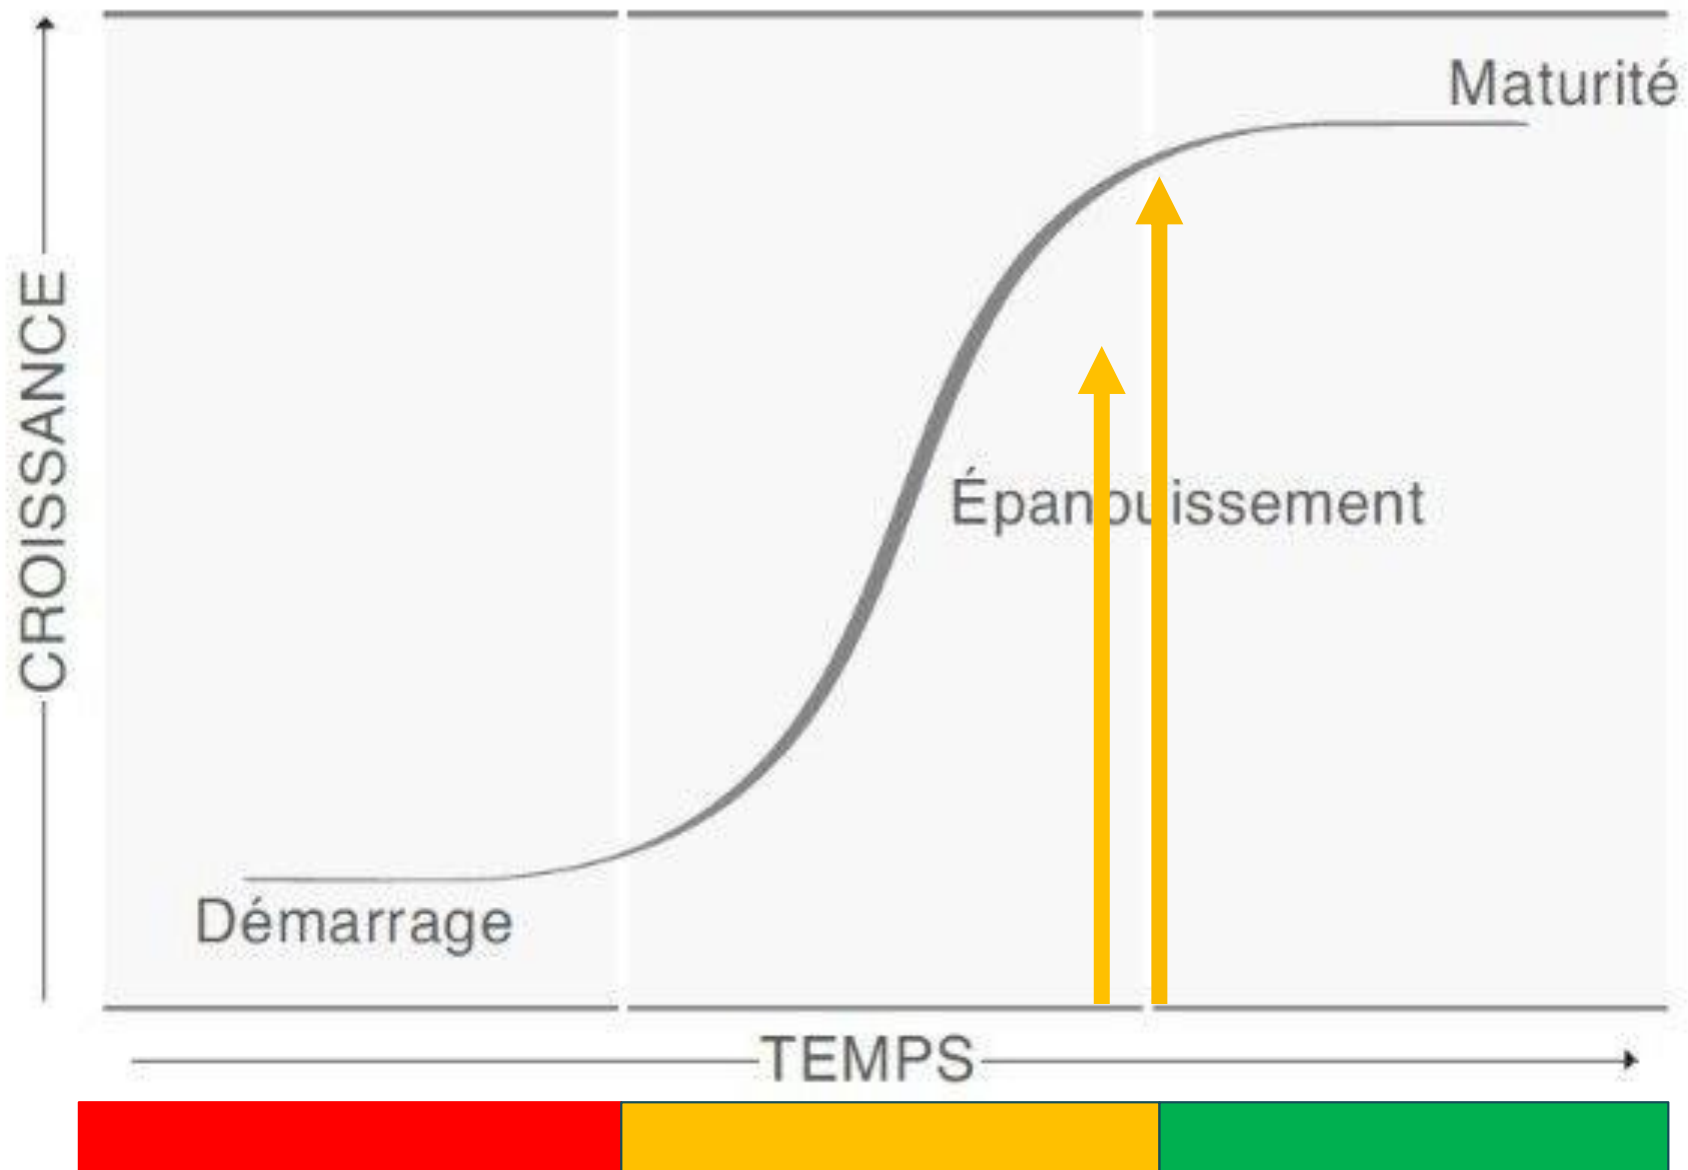 Maturité
CROISSANCE
Épanouissement
Démarrage
TEMPS